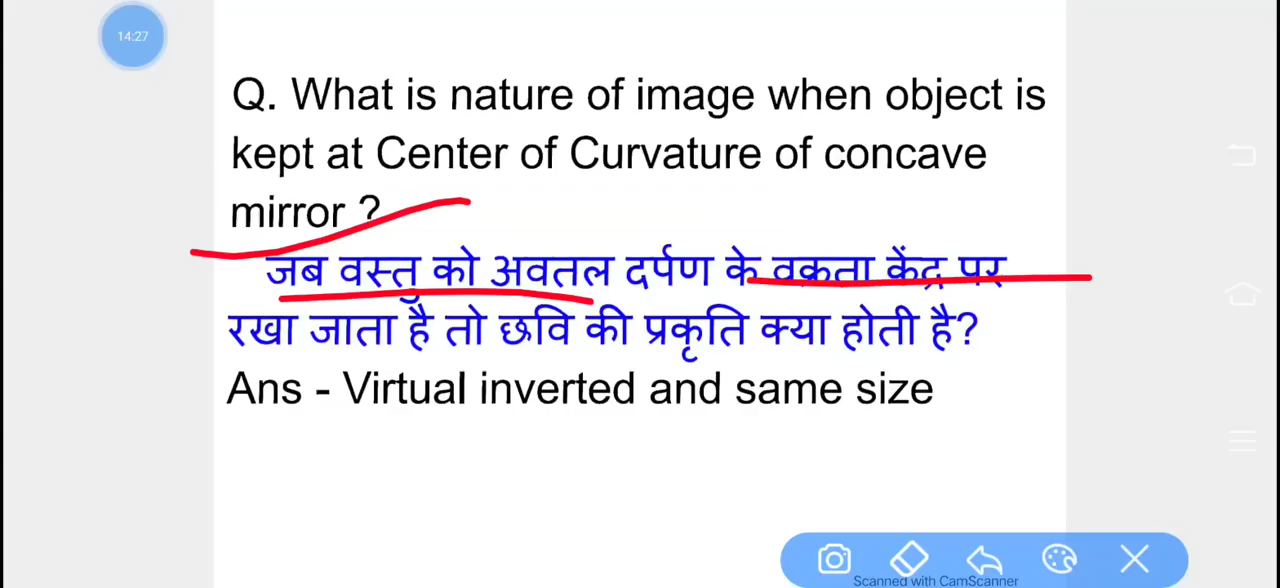 14:27
Q. What is nature of image when object is
kept at Center of Curvature of concave
mirror ?
जब वस्तु को अवतल दर्पण के वक्रता केंद्र पर
रखा जाता है तो छवि की प्रकृति क्या होती है?
Ans - Virtual inverted and same size
Scanned with CamScanner